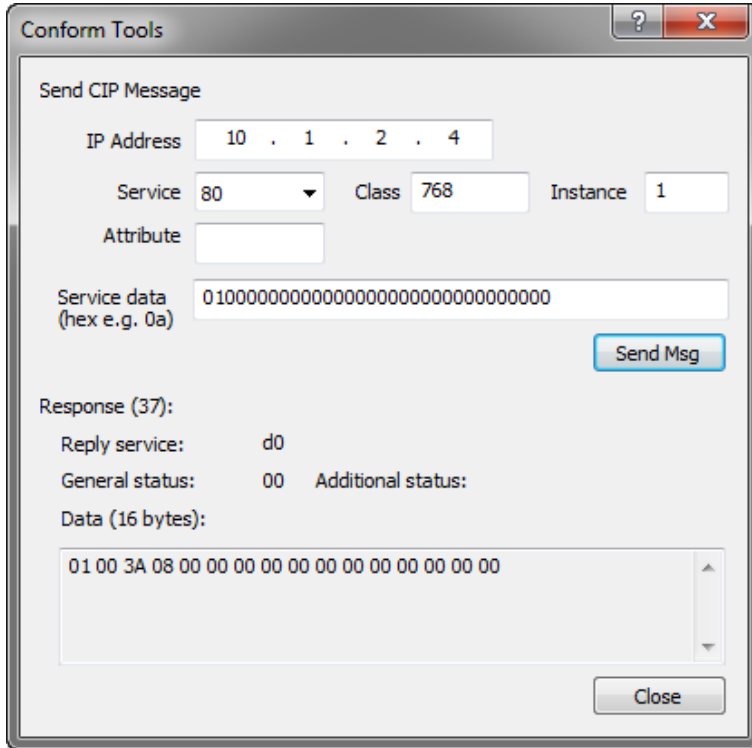 Conform Tools
Send CIP Message
IP Address 10 . 1 . 2 . 4
Service 80 Class 768 Instance 1
Attribute
Service data 01000000000000000000000000000000
(hex e.g. 0a)
Send Msg
Response (37):
Reply service: d0
General status: 00 Additional status:
Data (16 bytes):
01 00 3A 08 00 00 00 00 00 00 00 00 00 00 00 00
Close